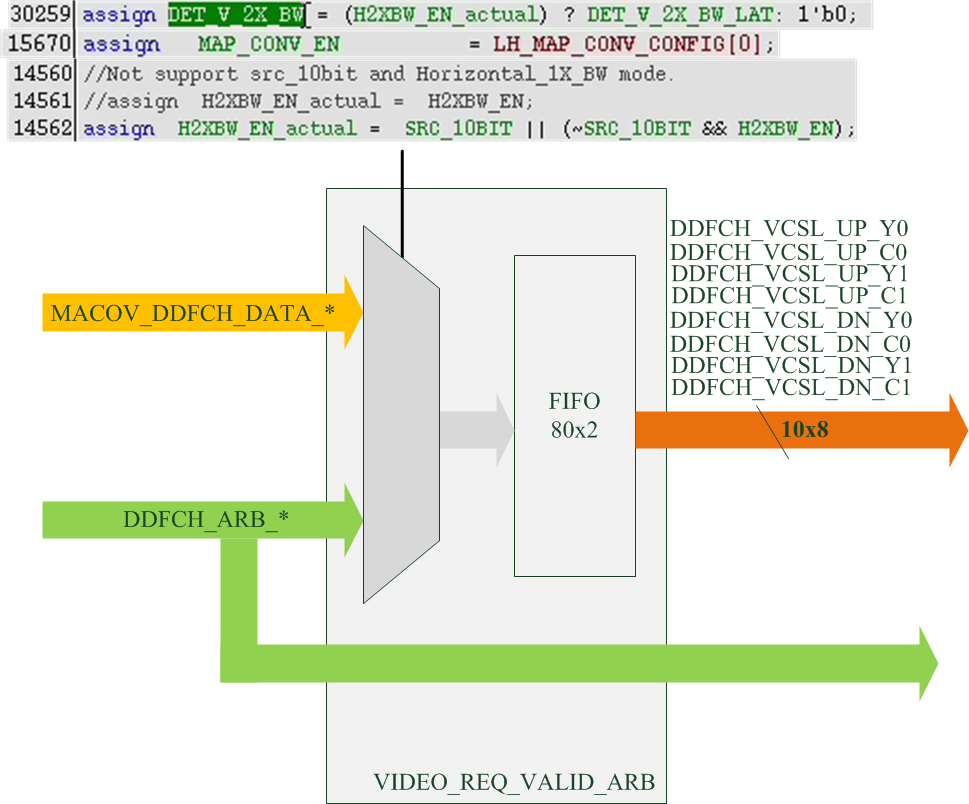 30259 assign DET_V_2X_BW = (H2XBW_EN_actual) ? DET_V_2X_BW_LAT: 1'b0;
15670 assign MAP_CONV_EN = LH_MAP_CONV_CONFIG[0];
14560 //Not support src_10bit and Horizontal_1X_BW mode.
14561 //assign H2XBW_EN_actual = H2XBW_EN;
14562 assign H2XBW_EN_actual = SRC_10BIT || (~SRC_10BIT && H2XBW_EN);
DDFCH_VCSL_UP_Y0
DDFCH_VCSL_UP_C0
DDFCH_VCSL_UP_Y1
DDFCH_VCSL_UP_C1
DDFCH_VCSL_DN_Y0
DDFCH_VCSL_DN_C0
DDFCH_VCSL_DN_Y1
DDFCH_VCSL_DN_C1
MACOV_DDFCH_DATA_*
FIFO
80x2
10x8
DDFCH_ARB_*
VIDEO_REQ_VALID_ARB